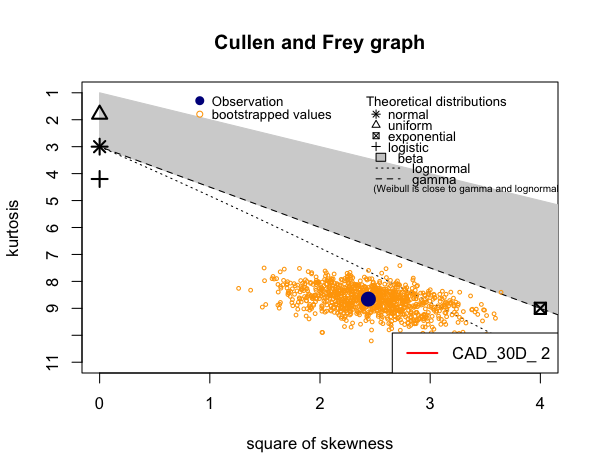 Cullen and Frey graph
Observation
bootstrapped values
Theoretical distributions
normal
uniform
exponential
logistic
beta
lognormal
gamma
(Weibull is close to gamma and lognormal
kurtosis
1
2
3
4
5
6
7
8
9
11
CAD_30D_ 2
0
1
2
3
4
square of skewness